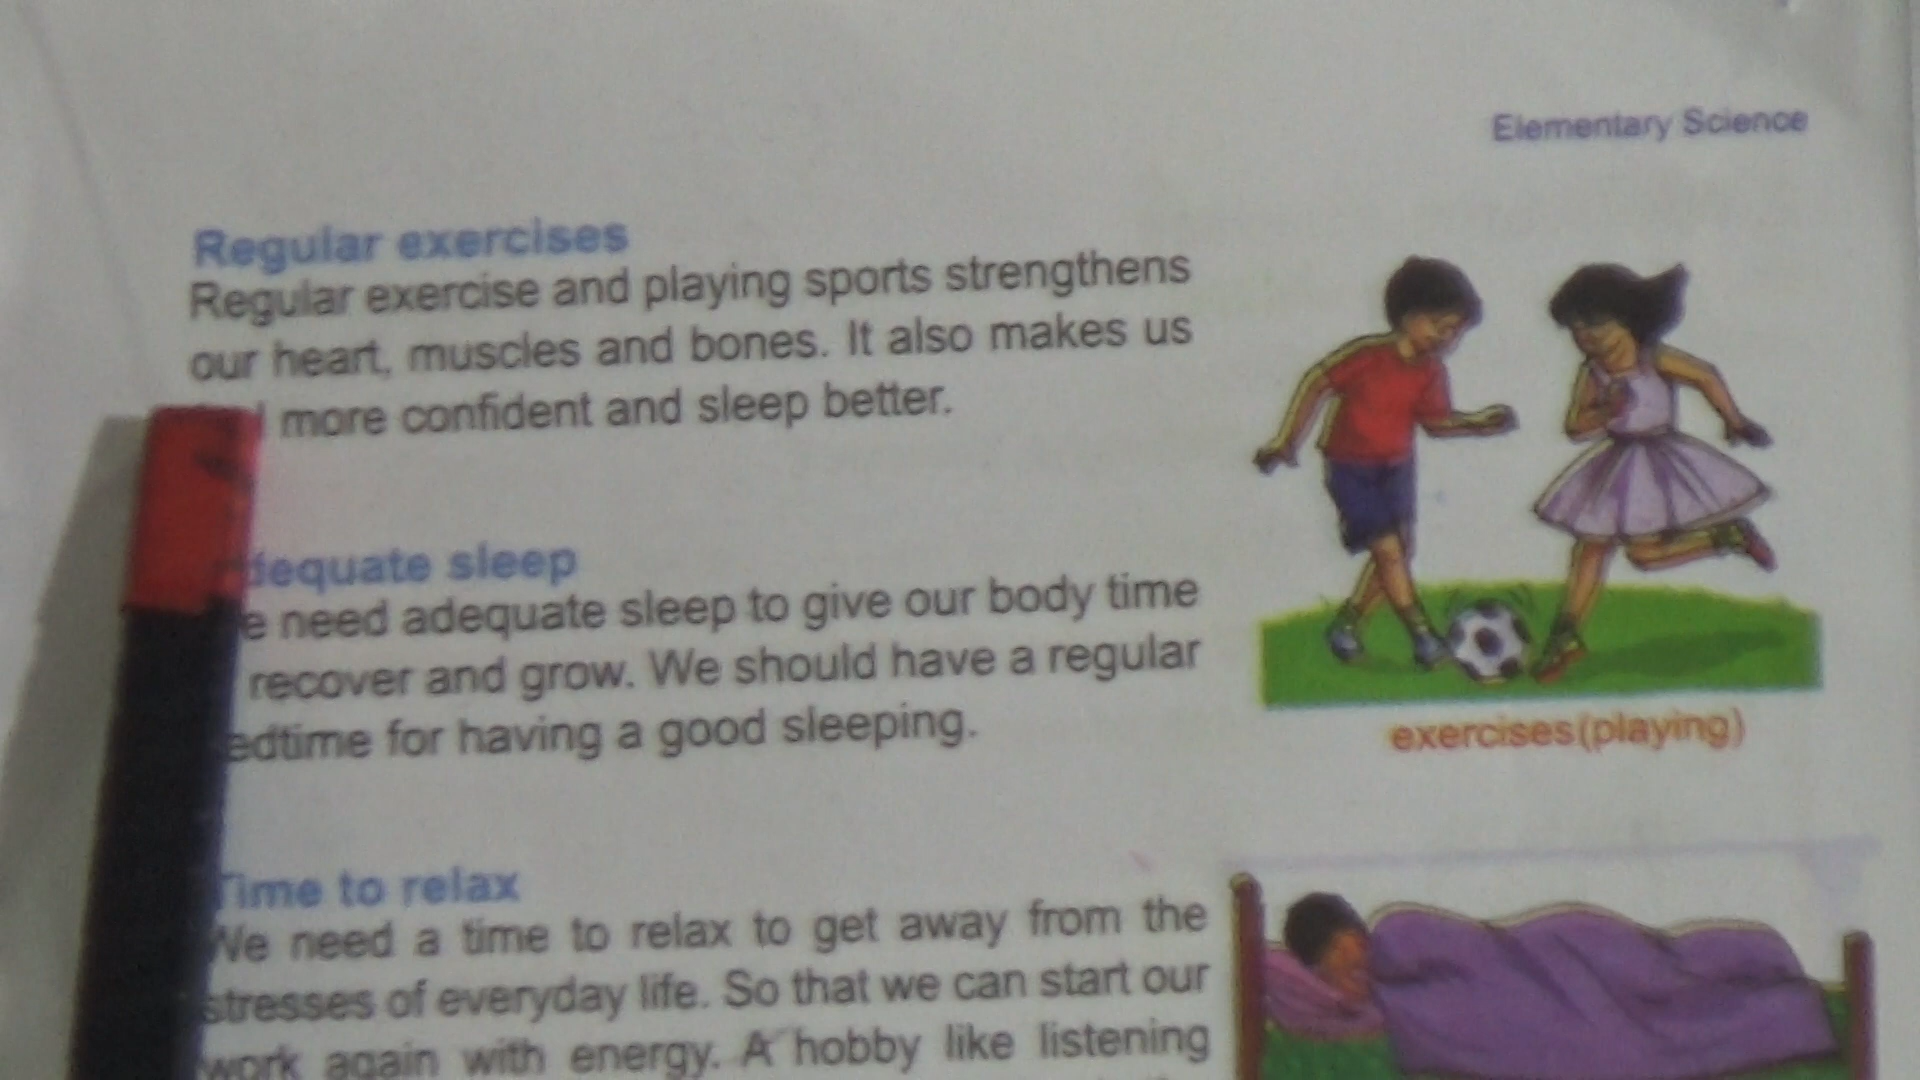 Elementary Science
Regular exercises
Regular exercise and playing sports strengthens
our heart, muscles and bones. It also makes us
more confident and sleep better.
dequate sleep
e need adequate sleep to give our body time
recover and grow. We should have a regular
edtime for having a good sleeping.
exercises(playing)
Time to relax
We need a time to relax to get away from the
stresses of everyday life. So that we can start our
work again with energy. A hobby like listening